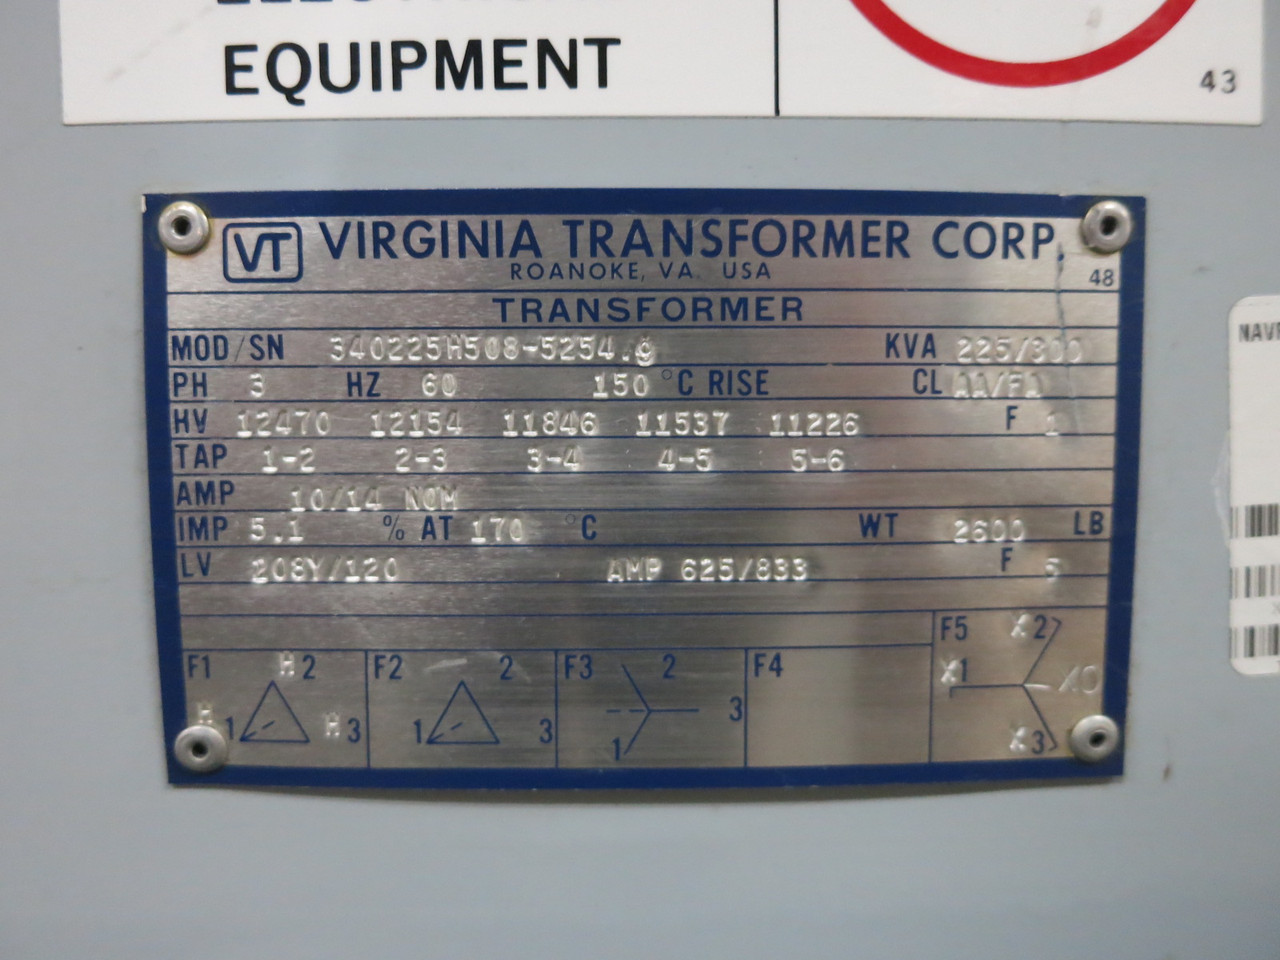 EQUIPMENT
43
VT VIRGINIA TRANSFORMER CORP.
ROANOKE, VA. USA
48
TRANSFORMER
MOD/SN 340225H508-5254. KVA 225/300
PH 3 HZ 60 150 °C RISE CL AA/FA
HV 12470 12154 11846 11537 11226 F 1
TAP 1-2 2-3 3-4 4-5 5-6
AMP 10/14 NOM
IMP 5.1 % AT 170 °C WT 2600 LB
LV 208Y/120 AMP 625/833 F 5
F5 X2 X1 X0 X3
F1 H2 H1 H3
F2 2 1 3
F3 2 3 1
F4